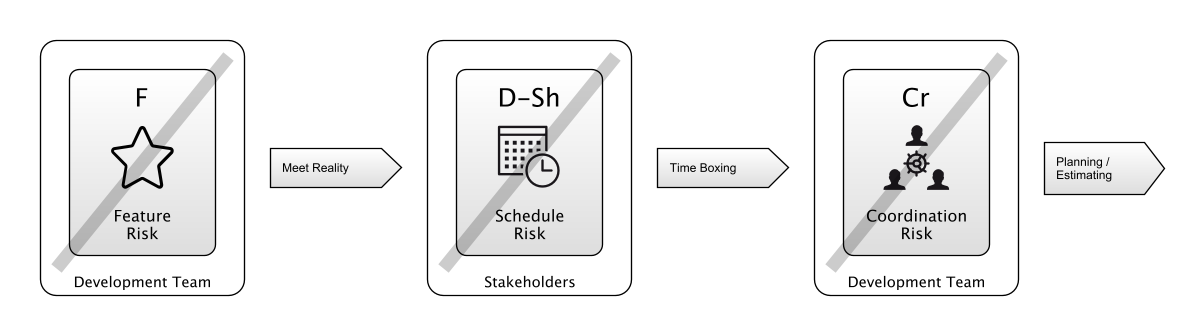 F
Feature
Risk
Development Team
Meet Reality
D-Sh
Schedule
Risk
Stakeholders
Time Boxing
Cr
Coordination
Risk
Development Team
Planning /
Estimating